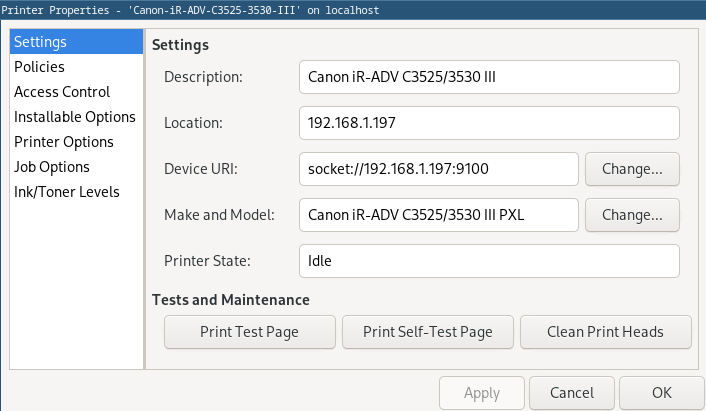 Printer Properties - 'Canon-iR-ADV-C3525-3530-III' on localhost
Settings
Policies
Access Control
Installable Options
Printer Options
Job Options
Ink/Toner Levels
Settings
Description: Canon iR-ADV C3525/3530 III
Location: 192.168.1.197
Device URI: socket://192.168.1.197:9100 Change...
Make and Model: Canon iR-ADV C3525/3530 III PXL Change...
Printer State: Idle
Tests and Maintenance
Print Test Page Print Self-Test Page Clean Print Heads
Apply Cancel OK